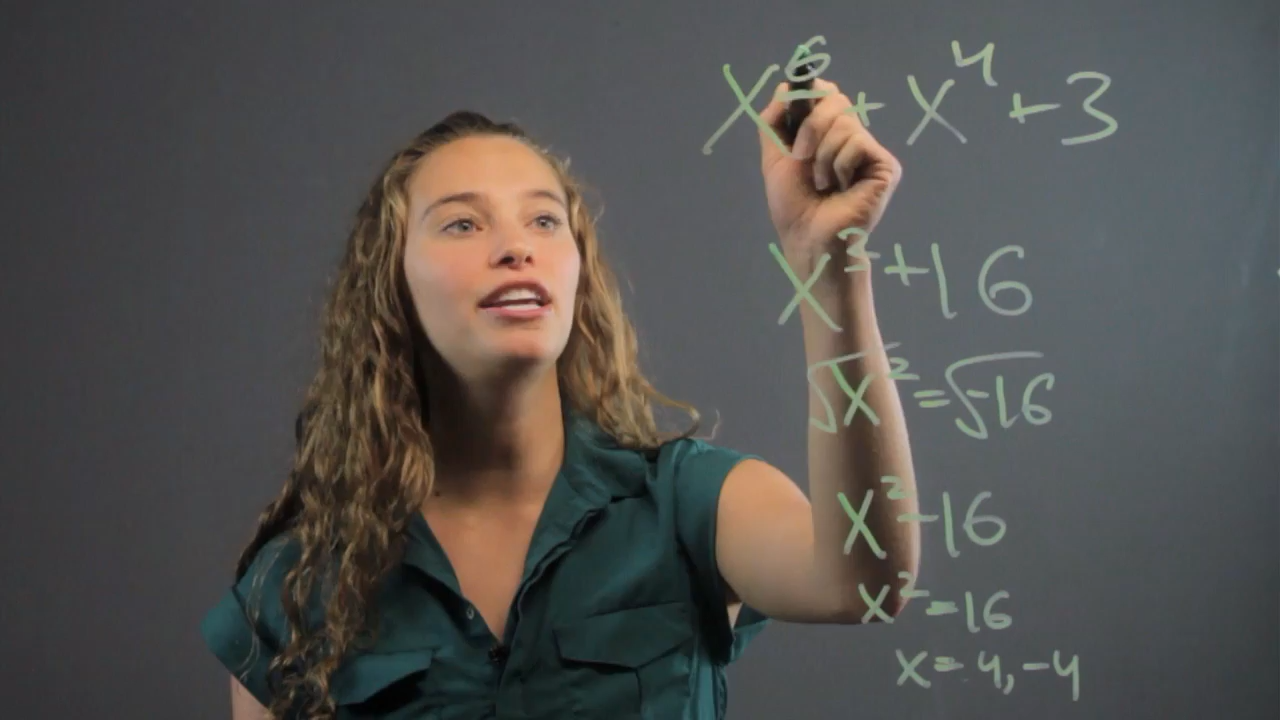 x⁶ + x⁴ + 3
x² + 16
√x² = √-16
x² - 16
x² = 16
x = 4, -4